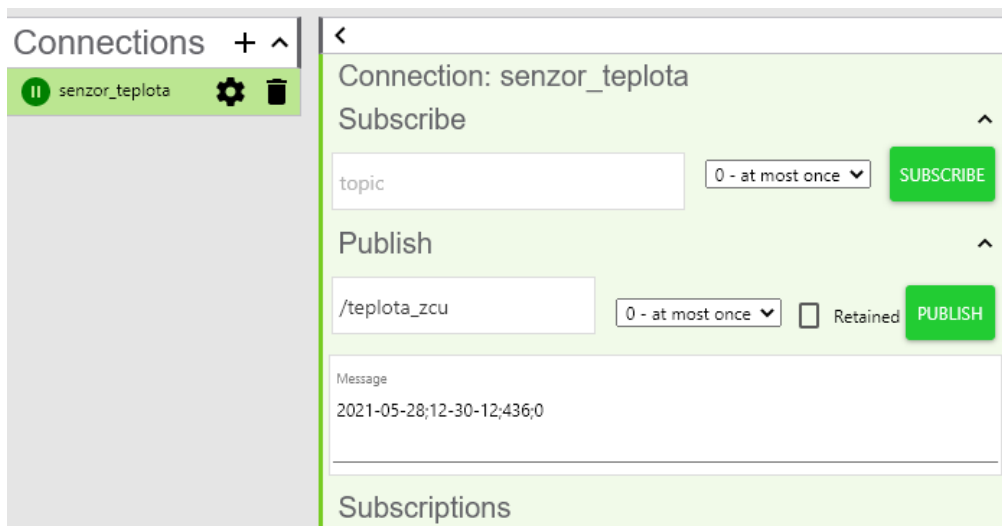 Connections
senzor_teplota
Connection: senzor_teplota
Subscribe
topic
0 - at most once
SUBSCRIBE
Publish
/teplota_zcu
0 - at most once
Retained
PUBLISH
Message
2021-05-28;12-30-12;436;0
Subscriptions